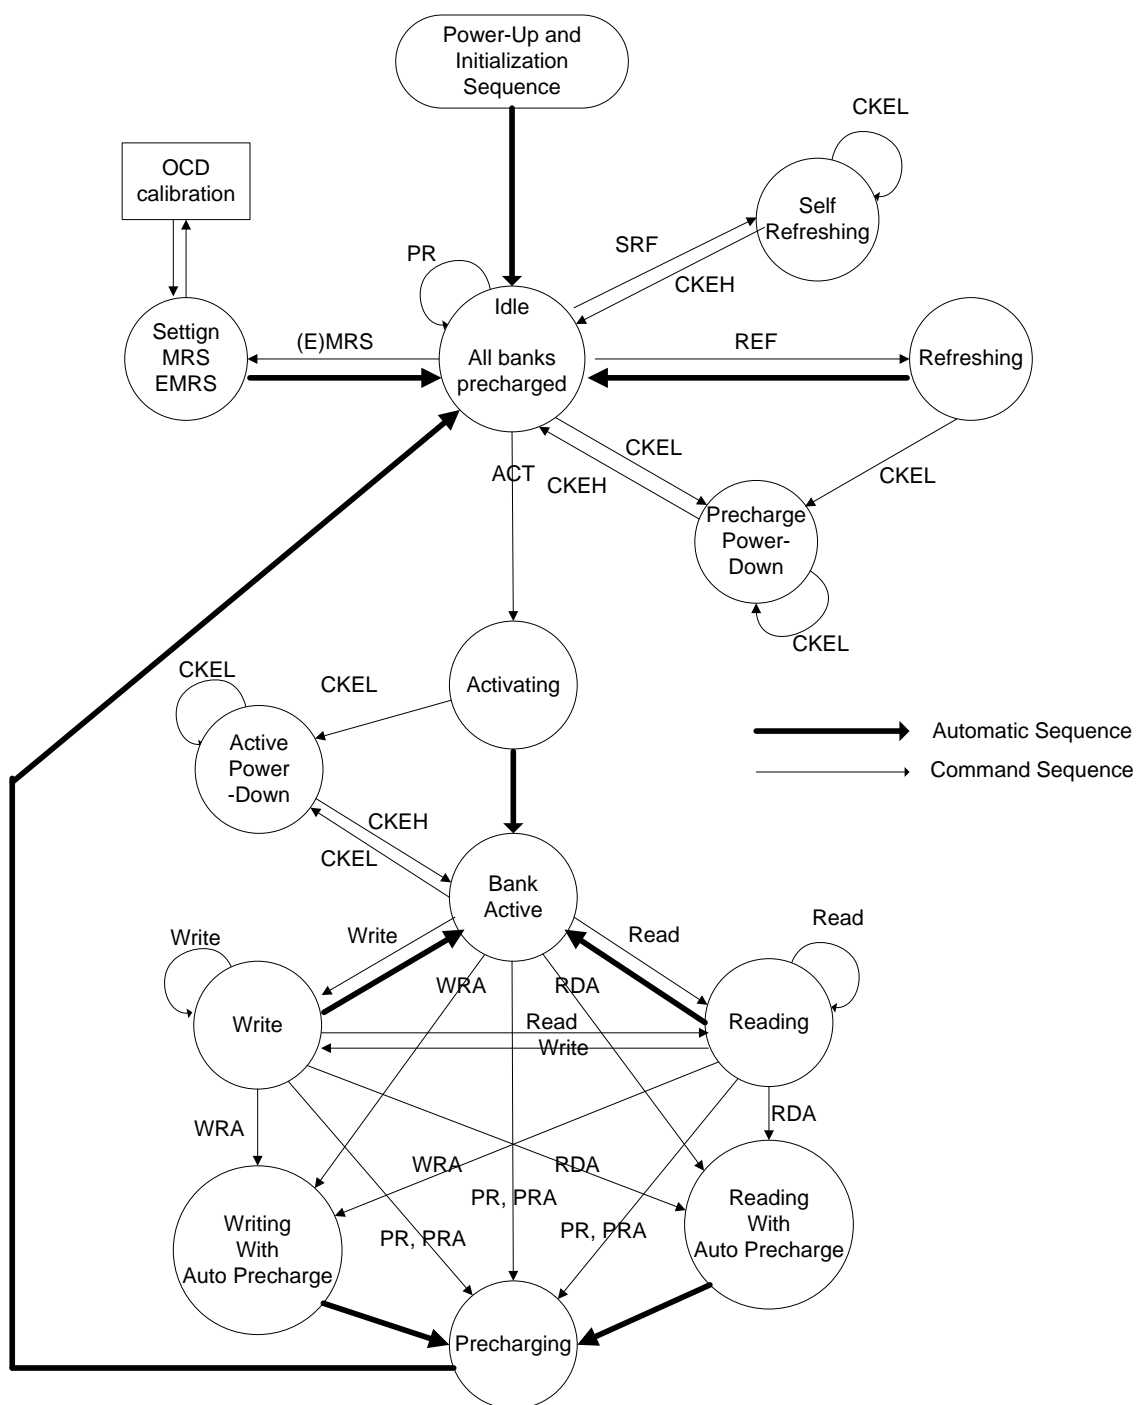 Power-Up and
Initialization
Sequence
CKEL
OCD
calibration
Self
Refreshing
SRF
PR
CKEH
Idle
Settign
MRS
EMRS
(E)MRS
All banks
precharged
REF
Refreshing
CKEL
ACT
CKEH
CKEL
Precharge
Power-
Down
CKEL
CKEL
CKEL
Activating
Active
Power
-Down
Automatic Sequence
Command Sequence
CKEH
CKEL
Bank
Active
Write
Write
Read
Read
WRA
RDA
Write
Read
Write
Reading
WRA
RDA
WRA
RDA
PR, PRA
Reading
With
Auto Precharge
Writing
With
Auto Precharge
PR, PRA
PR, PRA
Precharging